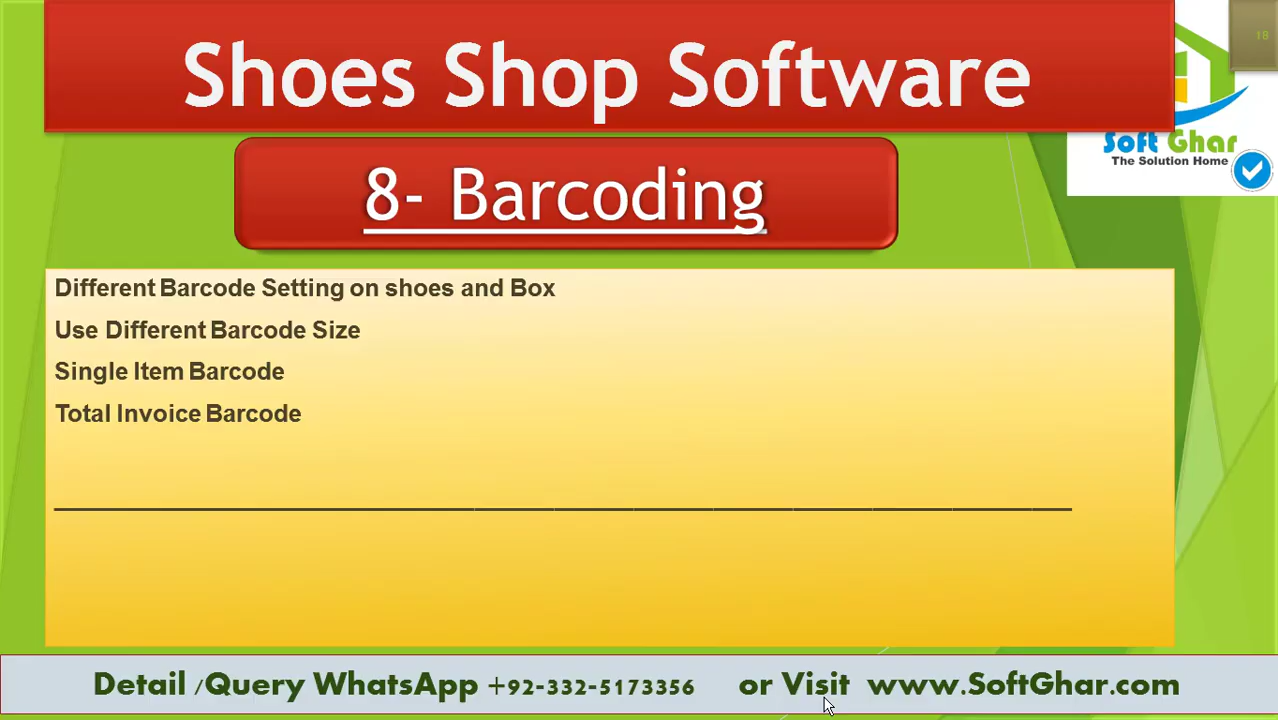 Shoes Shop Software
18
Soft Ghar
The Solution Home
8- Barcoding
Different Barcode Setting on shoes and Box
Use Different Barcode Size
Single Item Barcode
Total Invoice Barcode
Detail /Query WhatsApp +92-332-5173356 or Visit www.SoftGhar.com